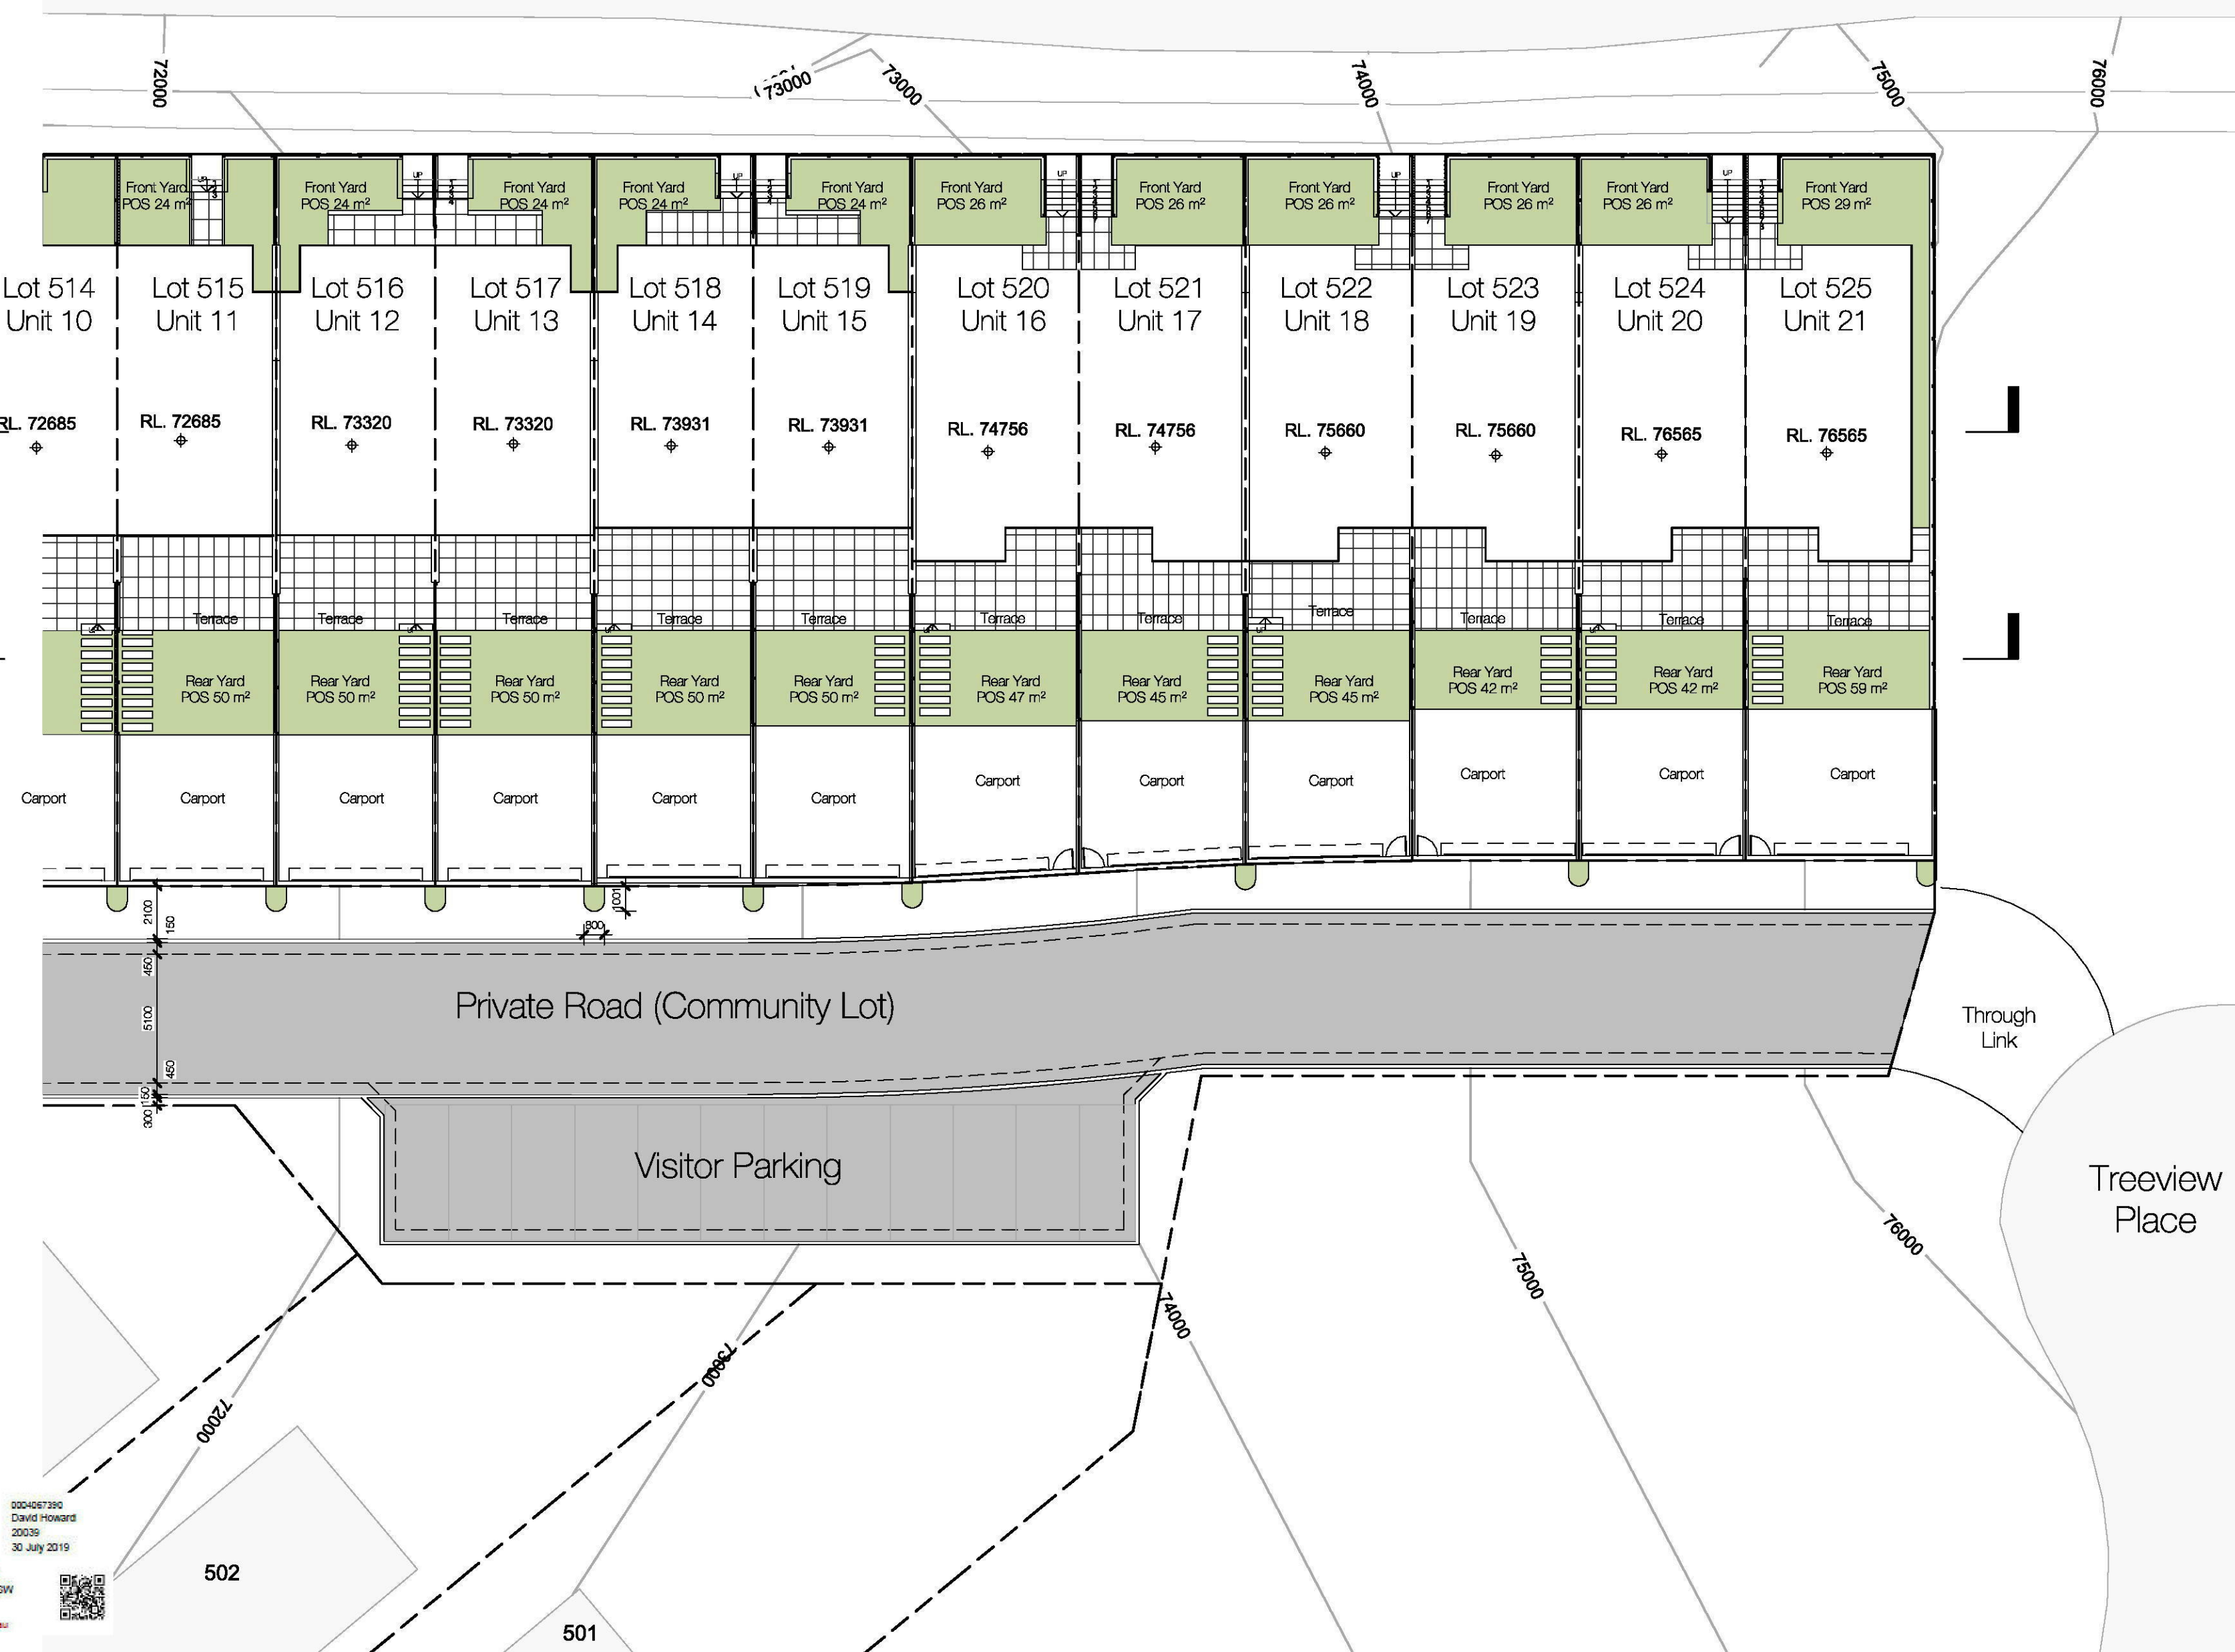 72000
73000
73000
74000
75000
76000
Front Yard
POS 24 m²
UP
Front Yard
POS 24 m²
UP
Front Yard
POS 24 m²
Front Yard
POS 24 m²
UP
Front Yard
POS 24 m²
Front Yard
POS 26 m²
UP
Front Yard
POS 26 m²
Front Yard
POS 26 m²
UP
Front Yard
POS 26 m²
Front Yard
POS 26 m²
UP
Front Yard
POS 29 m²
Lot 514
Unit 10
Lot 515
Unit 11
Lot 516
Unit 12
Lot 517
Unit 13
Lot 518
Unit 14
Lot 519
Unit 15
Lot 520
Unit 16
Lot 521
Unit 17
Lot 522
Unit 18
Lot 523
Unit 19
Lot 524
Unit 20
Lot 525
Unit 21
RL. 72685
RL. 72685
RL. 73320
RL. 73320
RL. 73931
RL. 73931
RL. 74756
RL. 74756
RL. 75660
RL. 75660
RL. 76565
RL. 76565
Terrace
Terrace
Terrace
Terrace
Terrace
Terrace
Terrace
Terrace
Terrace
Terrace
Terrace
Rear Yard
POS 50 m²
Rear Yard
POS 50 m²
Rear Yard
POS 50 m²
Rear Yard
POS 50 m²
Rear Yard
POS 50 m²
Rear Yard
POS 47 m²
Rear Yard
POS 45 m²
Rear Yard
POS 45 m²
Rear Yard
POS 42 m²
Rear Yard
POS 42 m²
Rear Yard
POS 59 m²
Carport
Carport
Carport
Carport
Carport
Carport
Carport
Carport
Carport
Carport
Carport
Carport
2100
150
1001
800
450
5100
450
150
300
Private Road (Community Lot)
Through
Link
Visitor Parking
Treeview
Place
72000
73000
74000
75000
76000
0004067390
David Howard
20039
30 July 2019
502
501